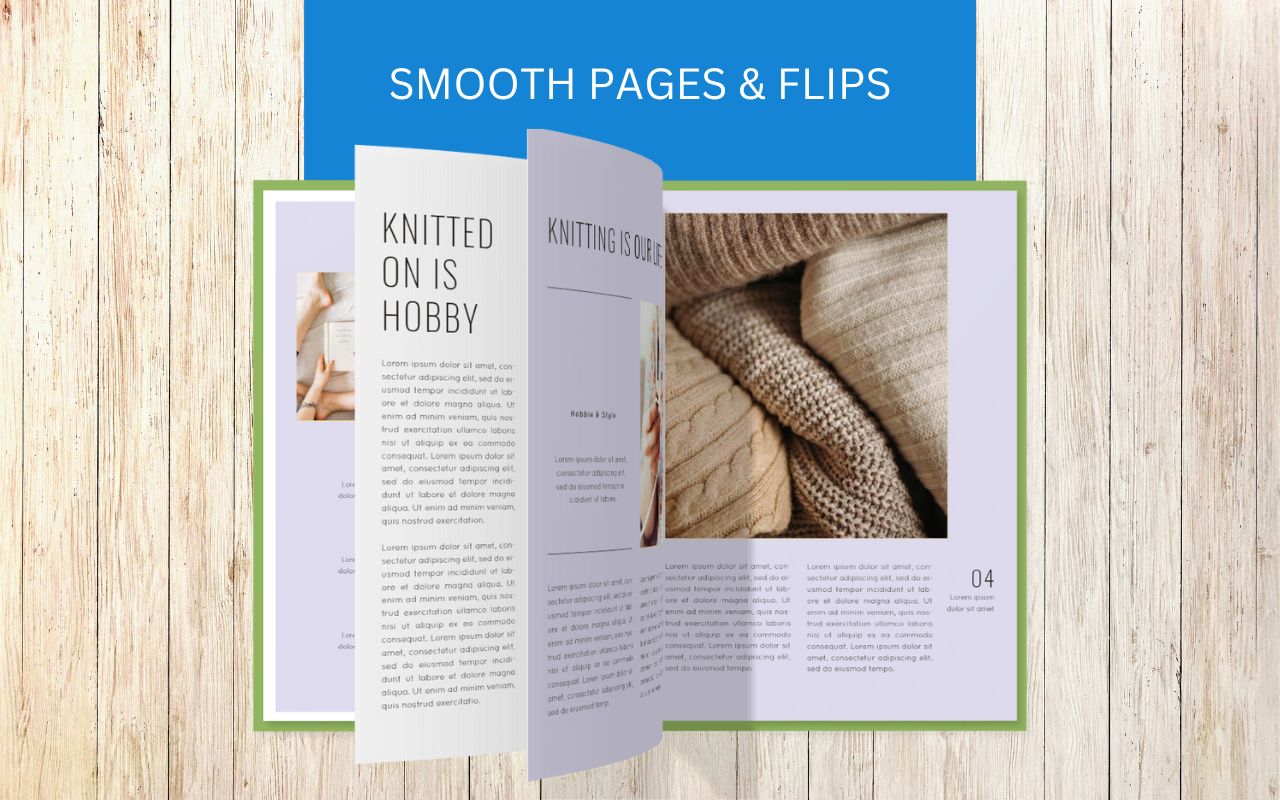 SMOOTH PAGES & FLIPS
KNITTED
ON IS
HOBBY
Lorem ipsum dolor sit amet, con-
sectetur adipiscing elit, sed do ei-
usmod tempor incididunt ut lab-
ore et dolore magna aliqua. Ut
enim ad minim veniam, quis nos-
trud exercitation ullamco laboris
nisi ut aliquip ex ea commodo
consequat. Lorem ipsum dolor sit
amet, consectetur adipiscing elit,
sed do eiusmod tempor incidi-
dunt ut labore et dolore magna
aliqua. Ut enim ad minim veniam,
quis nostrud exercitation.
Lorem ipsum dolor sit amet, con-
sectetur adipiscing elit, sed do ei-
usmod tempor incididunt ut lab-
ore et dolore magna aliqua. Ut
enim ad minim veniam, quis nos-
trud exercitation ullamco laboris
nisi ut aliquip ex ea commodo
consequat. Lorem ipsum dolor sit
amet, consectetur adipiscing elit,
sed do eiusmod tempor incidi-
dunt ut labore et dolore magna
aliqua. Ut enim ad minim veniam,
quis nostrud exercitatio.
KNITTING IS OUR LIFE
Hobbie & Style
Lorem ipsum dolor sit amet,
consectetur adipiscing elit,
sed do eiusmod tempor in-
cididunt ut labore.
Lorem ipsum dolor sit amet, con-
sectetur adipiscing elit, sed do ei-
usmod tempor incididunt ut lab-
ore et dolore magna aliqua. Ut
enim ad minim veniam, quis nos-
trud exercitation ullamco laboris
nisi ut aliquip ex ea commodo
consequat. Lorem ipsum dolor sit
amet, consectetur adipiscing elit,
sed do eiusmod temp.
Lorem ipsum dolor sit amet, con-
sectetur adipiscing elit, sed do ei-
usmod tempor incididunt ut lab-
ore et dolore magna aliqua. Ut
enim ad minim veniam, quis nos-
trud exercitation ullamco laboris
nisi ut aliquip ex ea commodo
consequat. Lorem ipsum dolor sit
amet, consectetur adipiscing elit,
sed do eiusmod tempo.
Lorem ipsum dolor sit amet, con-
sectetur adipiscing elit, sed do ei-
usmod tempor incididunt ut lab-
ore et dolore magna aliqua. Ut
enim ad minim veniam, quis nos-
trud exercitation ullamco laboris
nisi ut aliquip ex ea commodo
consequat. Lorem ipsum dolor sit
amet, consectetur adipiscing elit,
sed do eiusmod tempo.
04
Lorem ipsum
dolor sit amet